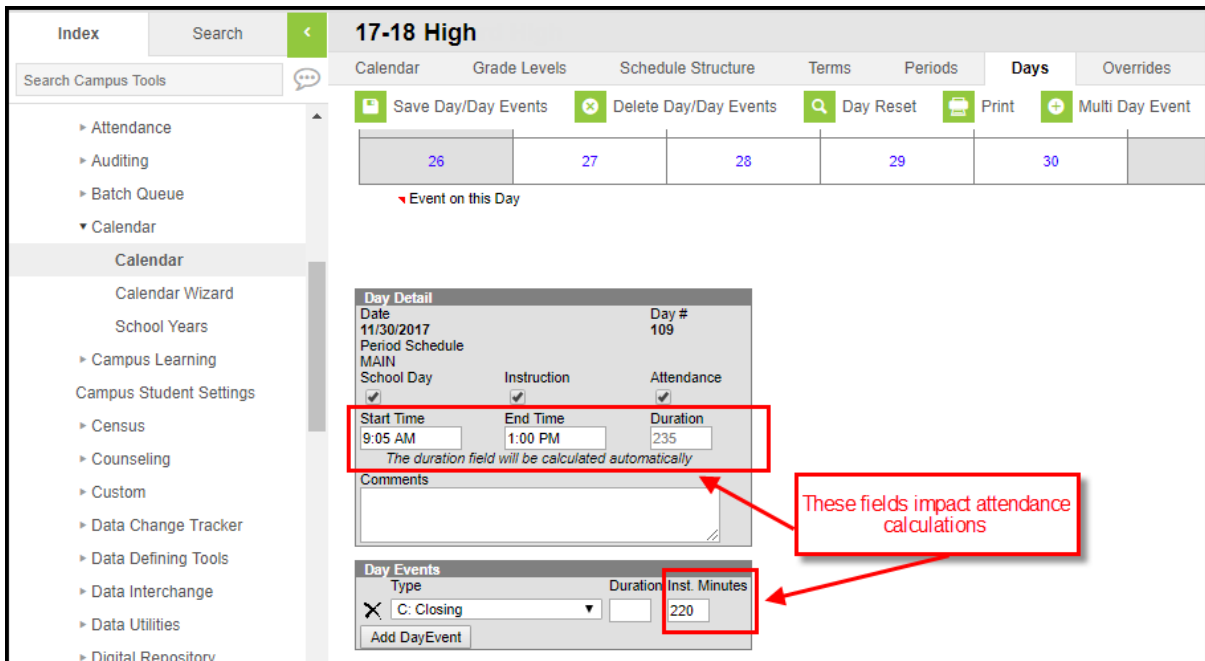 Index Search <
Search Campus Tools
Attendance
Auditing
Batch Queue
Calendar
Calendar
Calendar Wizard
School Years
Campus Learning
Campus Student Settings
Census
Counseling
Custom
Data Change Tracker
Data Defining Tools
Data Interchange
Data Utilities
Digital Repository
17-18 High
Calendar Grade Levels Schedule Structure Terms Periods Days Overrides
Save Day/Day Events Delete Day/Day Events Day Reset Print Multi Day Event
26 27 28 29 30
Event on this Day
Day Detail
Date Day #
11/30/2017 109
Period Schedule
MAIN
School Day Instruction Attendance
Start Time End Time Duration
9:05 AM 1:00 PM 235
The duration field will be calculated automatically
Comments
These fields impact attendance
calculations
Day Events
Type Duration Inst. Minutes
C: Closing 220
Add DayEvent